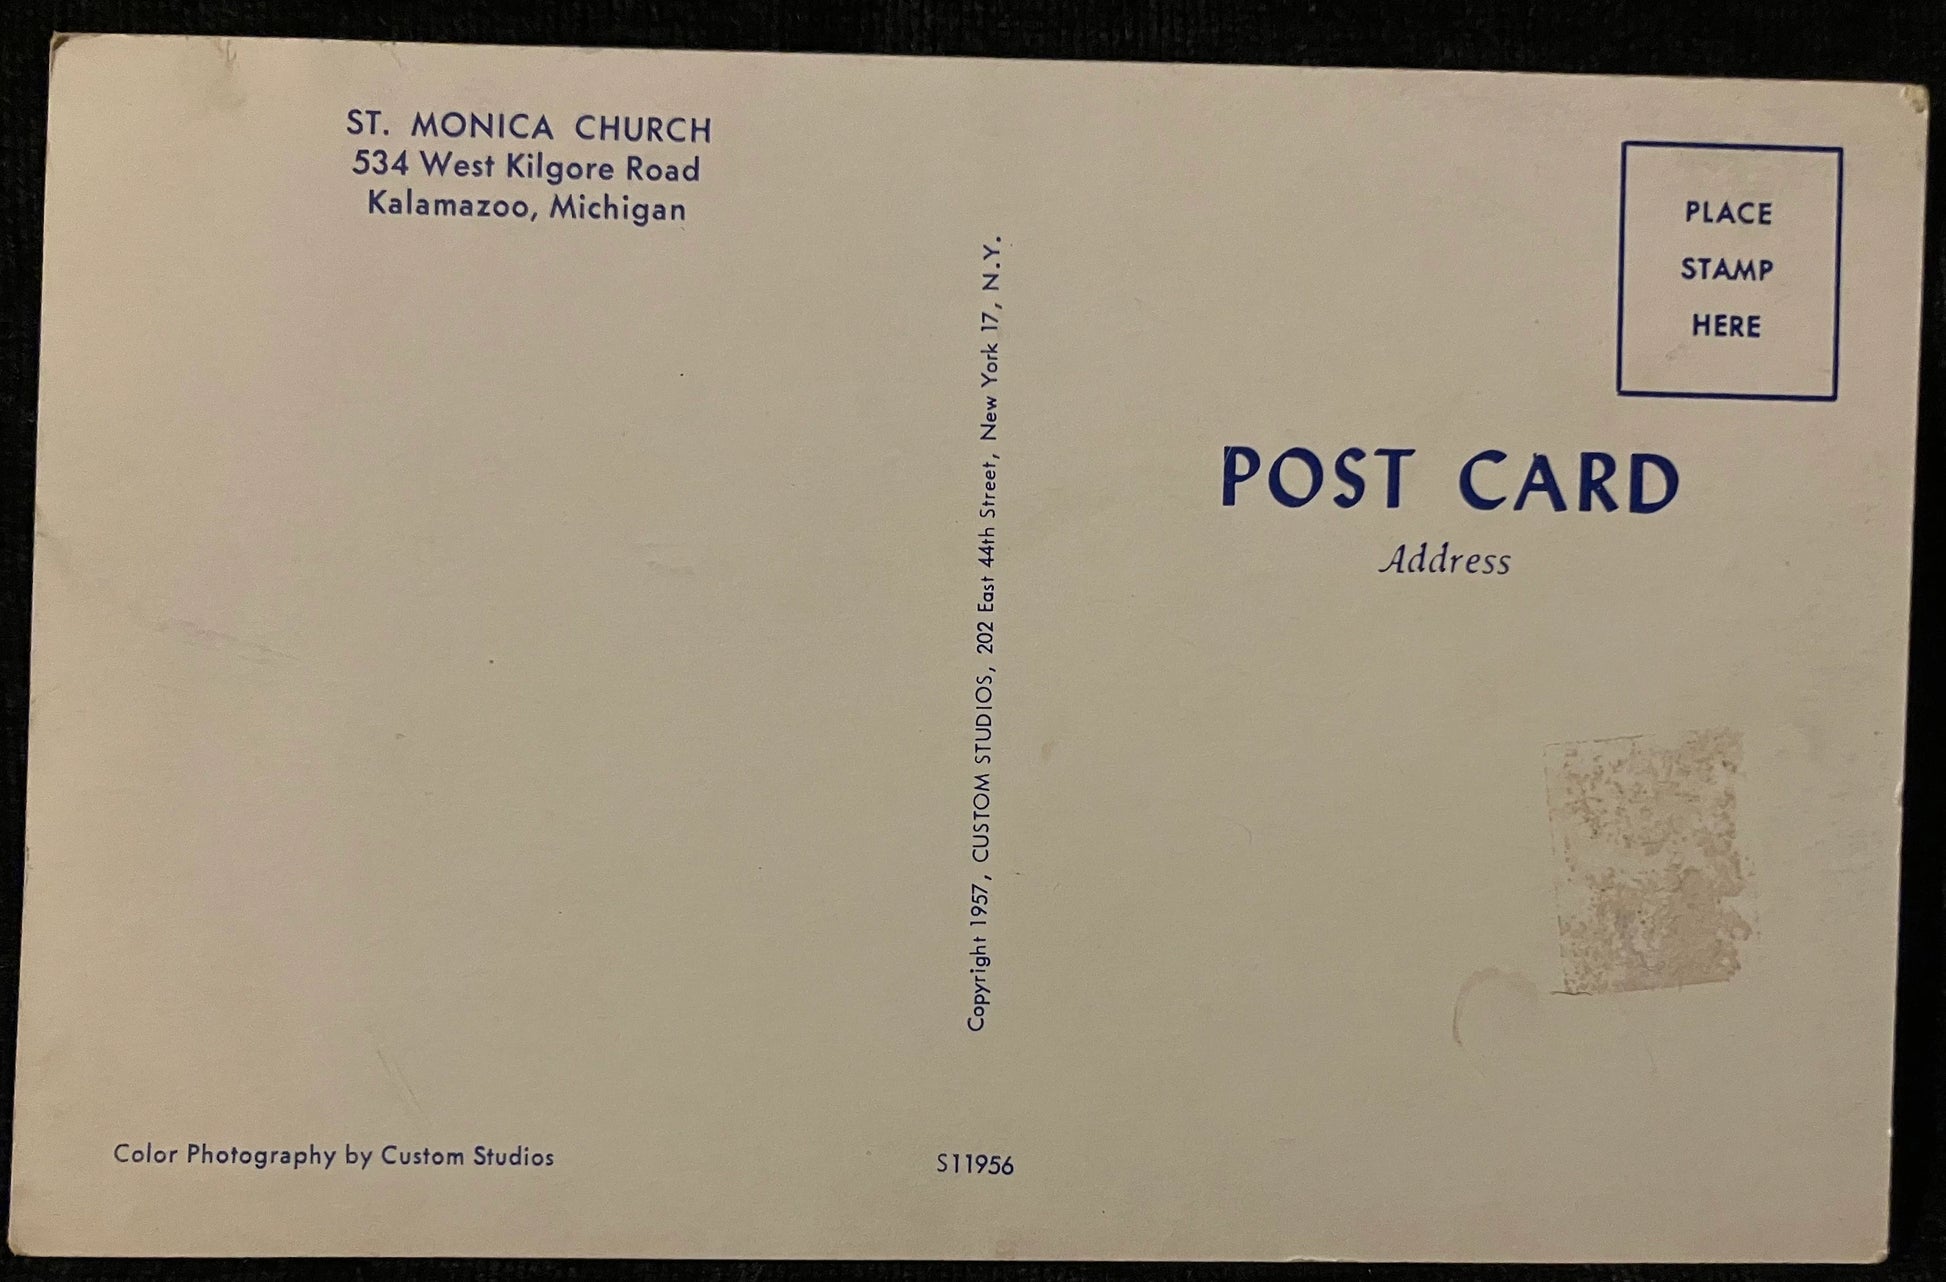 ST. MONICA CHURCH
534 West Kilgore Road
Kalamazoo, Michigan
Copyright 1957, CUSTOM STUDIOS, 202 East 44th Street, New York 17, N.Y.
PLACE
STAMP
HERE
POST CARD
Address
Color Photography by Custom Studios
S11956